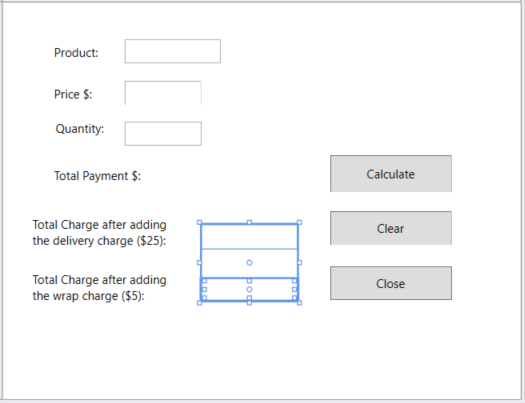 Product:
Price $:
Quantity:
Total Payment $:
Calculate
Total Charge after adding
the delivery charge ($25):
Clear
Total Charge after adding
the wrap charge ($5):
Close